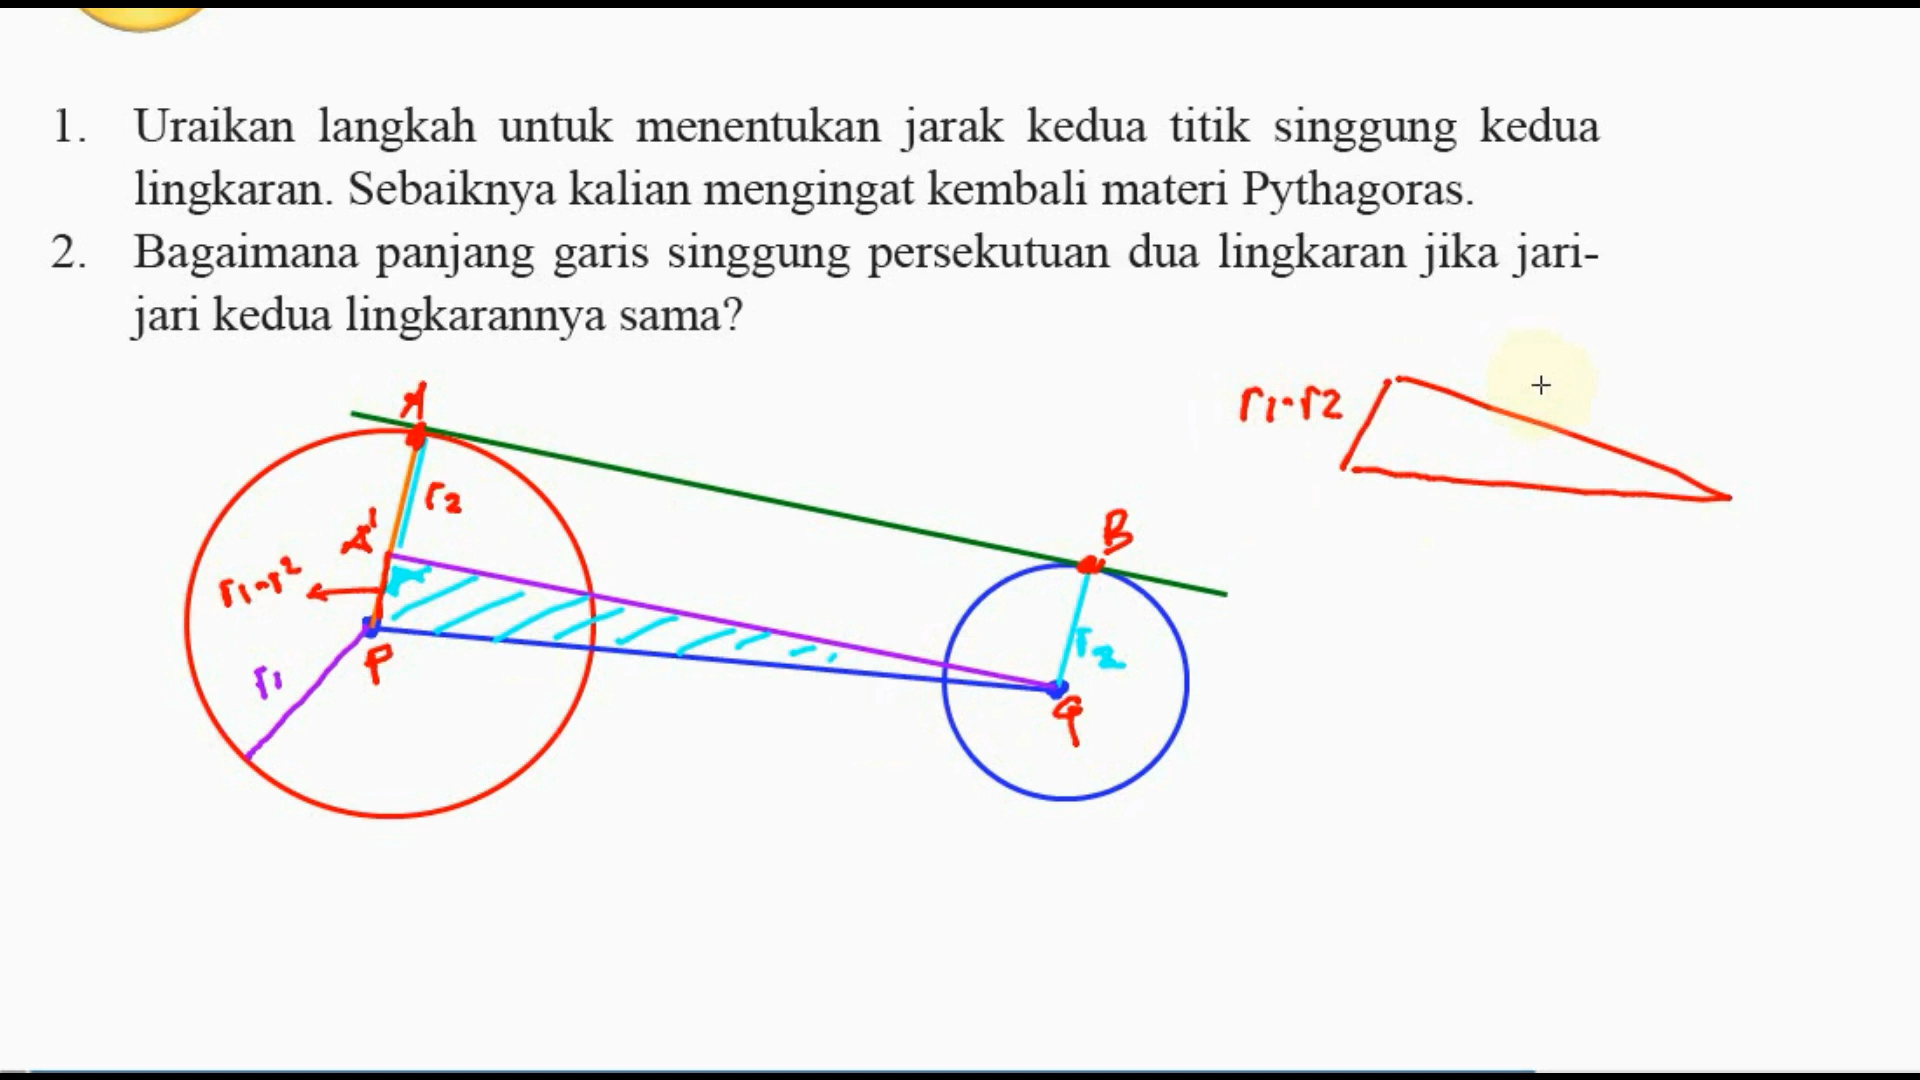 1. Uraikan langkah untuk menentukan jarak kedua titik singgung kedua
lingkaran. Sebaiknya kalian mengingat kembali materi Pythagoras.
2. Bagaimana panjang garis singgung persekutuan dua lingkaran jika jari-
jari kedua lingkarannya sama?
A
r1-r2
r2
B
A'
r1-r2
r2
P
r1
Q